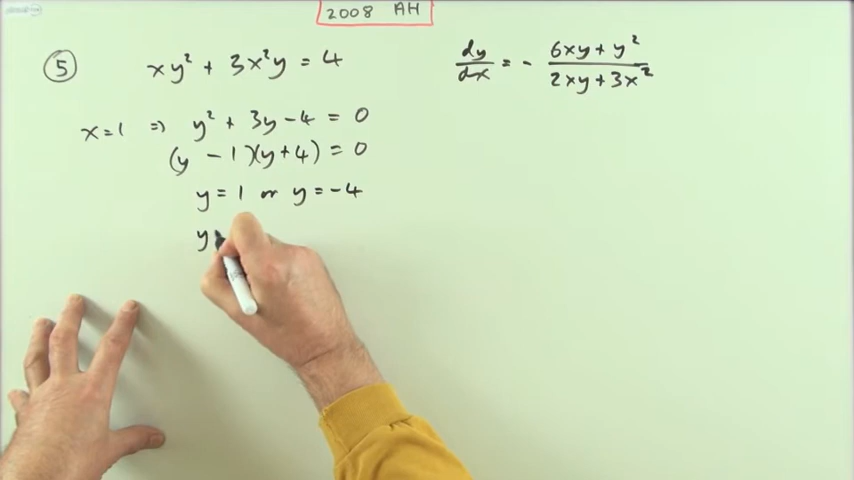 2008 AH
5 xy² + 3x²y = 4
dy/dx = - (6xy + y²)/(2xy + 3x²)
x = 1 ⇒ y² + 3y - 4 = 0
(y - 1)(y + 4) = 0
y = 1 or y = -4
y